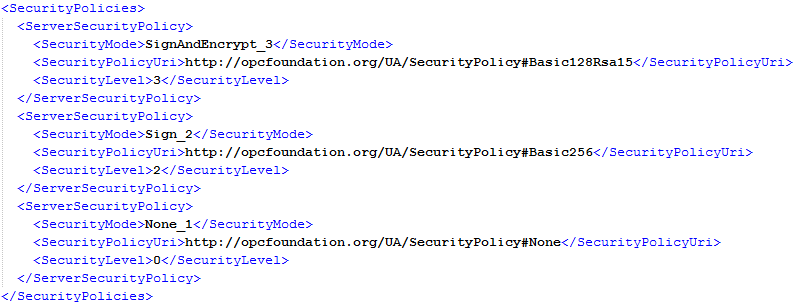 <SecurityPolicies>
<ServerSecurityPolicy>
<SecurityMode>SignAndEncrypt_3</SecurityMode>
<SecurityPolicyUri>http://opcfoundation.org/UA/SecurityPolicy#Basic128Rsa15</SecurityPolicyUri>
<SecurityLevel>3</SecurityLevel>
</ServerSecurityPolicy>
<ServerSecurityPolicy>
<SecurityMode>Sign_2</SecurityMode>
<SecurityPolicyUri>http://opcfoundation.org/UA/SecurityPolicy#Basic256</SecurityPolicyUri>
<SecurityLevel>2</SecurityLevel>
</ServerSecurityPolicy>
<ServerSecurityPolicy>
<SecurityMode>None_1</SecurityMode>
<SecurityPolicyUri>http://opcfoundation.org/UA/SecurityPolicy#None</SecurityPolicyUri>
<SecurityLevel>0</SecurityLevel>
</ServerSecurityPolicy>
</SecurityPolicies>